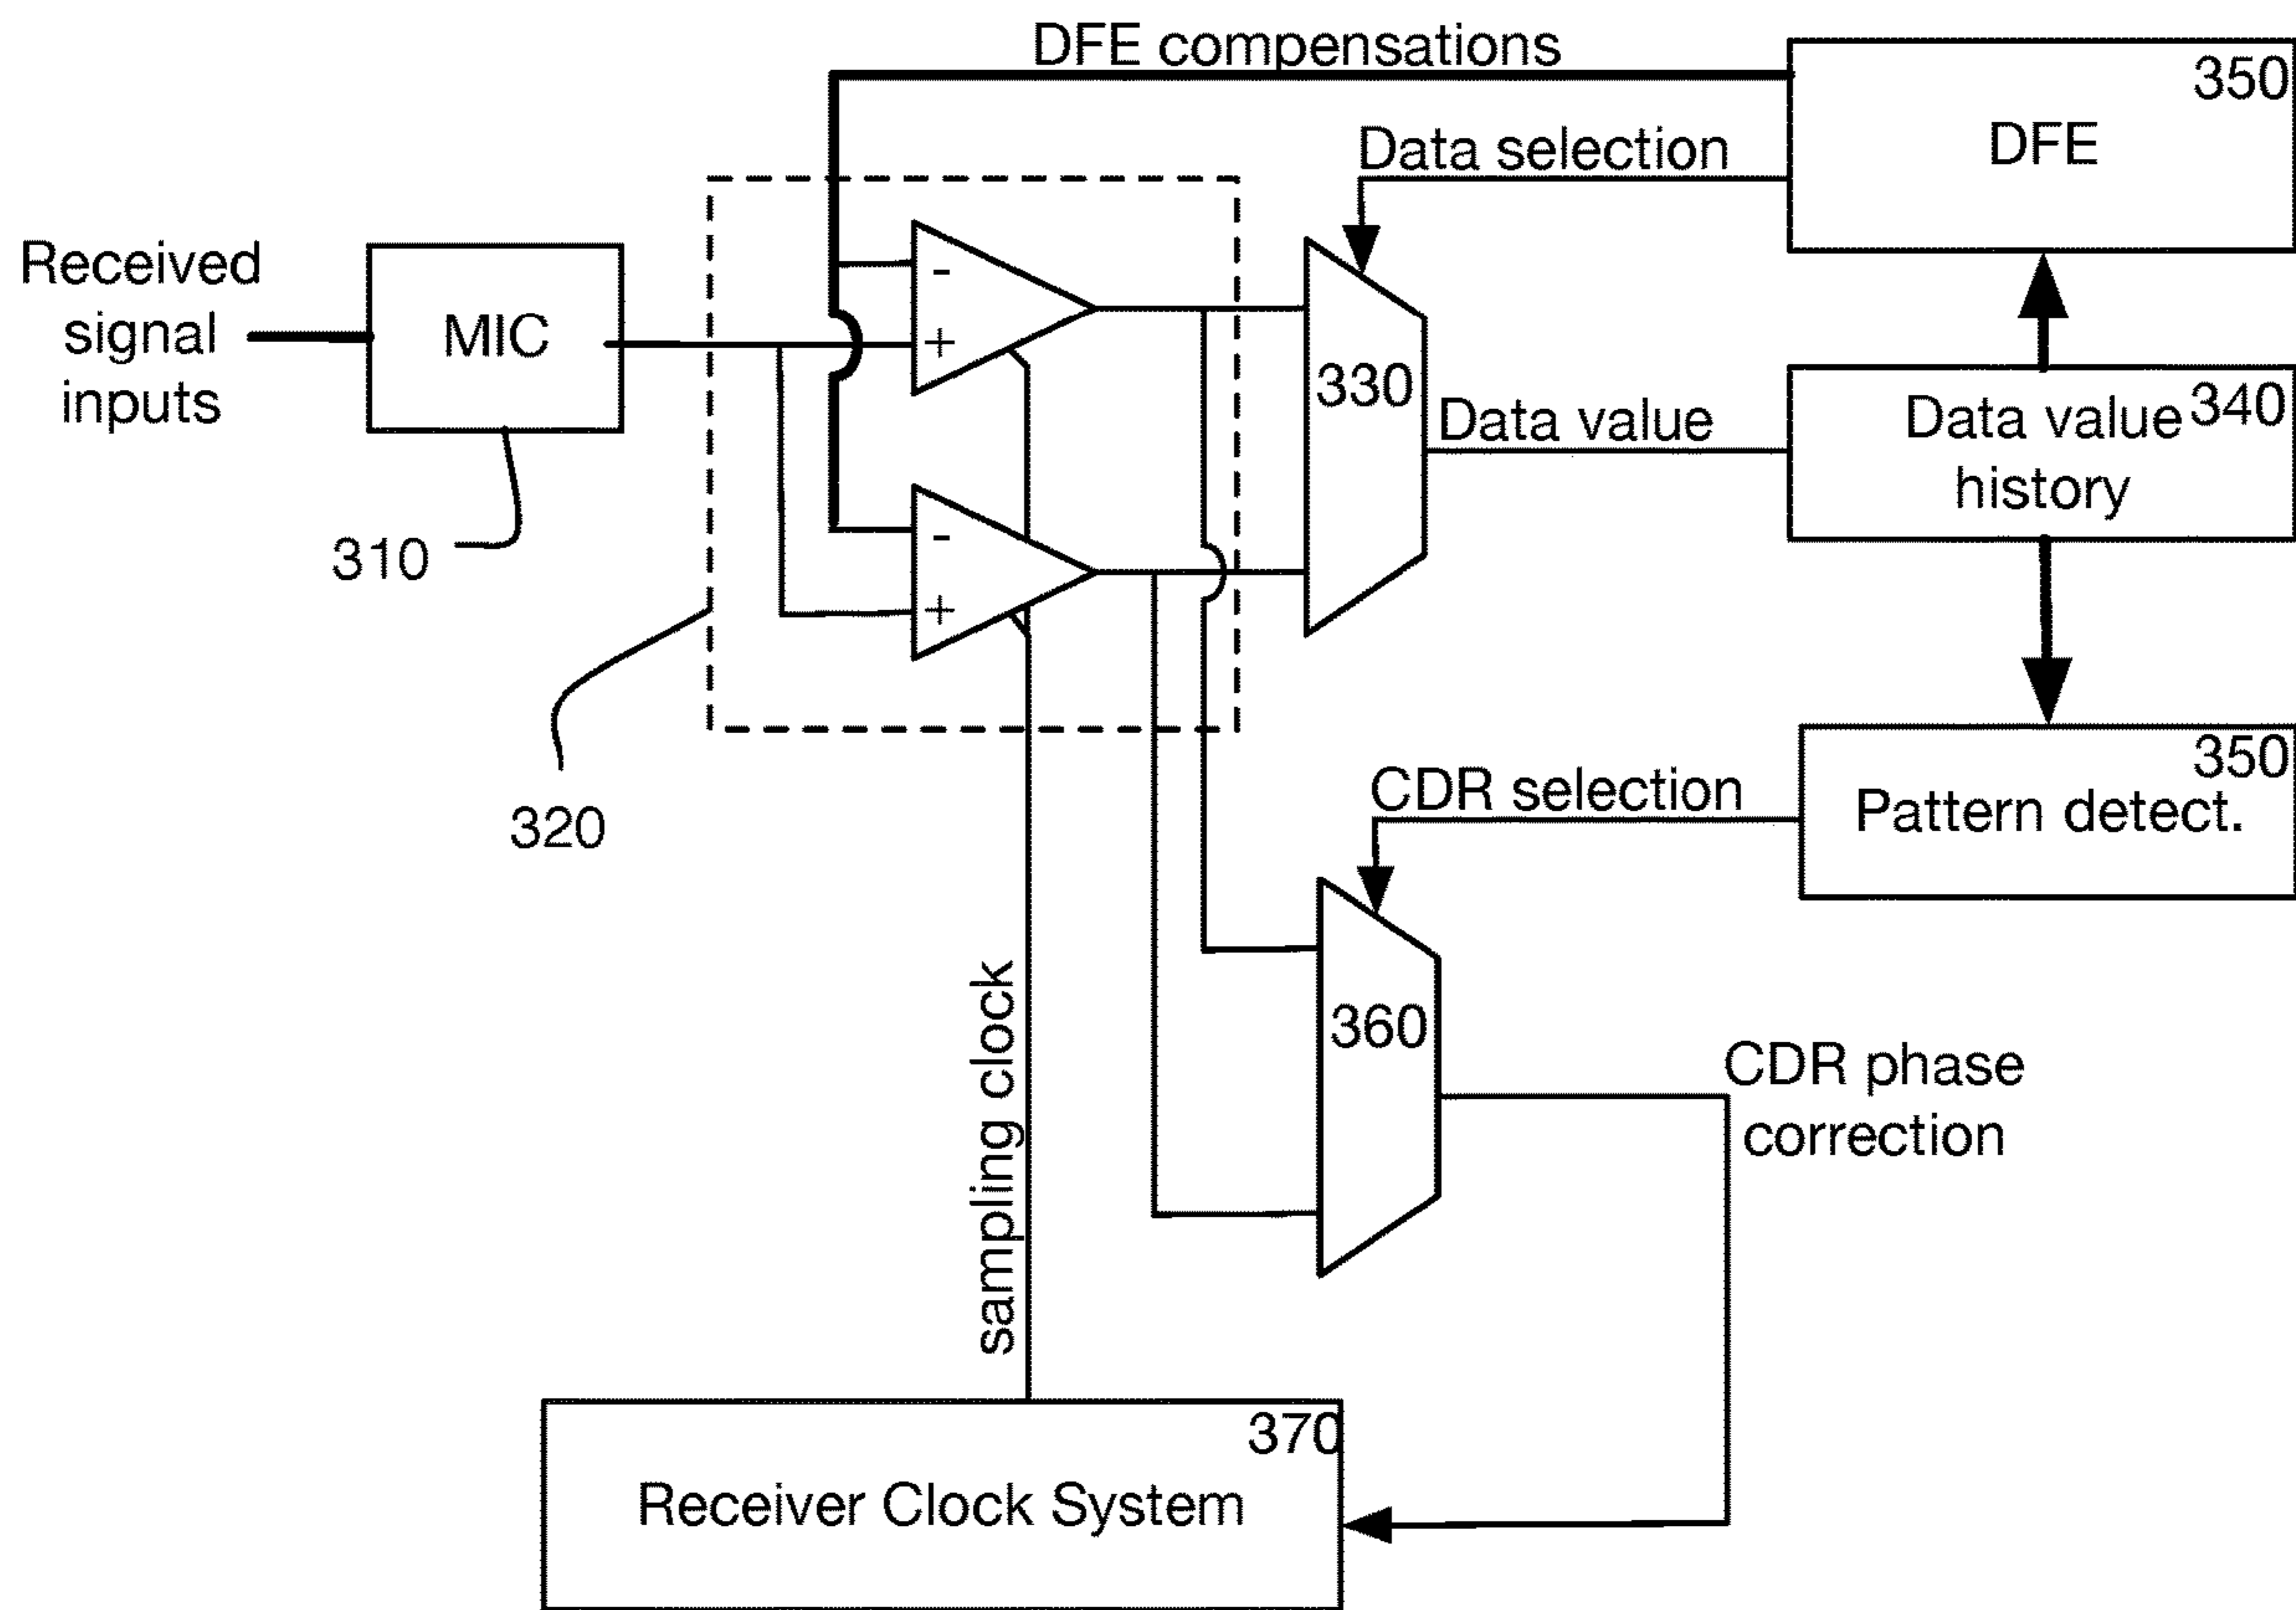 DFE compensations
350
DFE
Data selection
Received
signal
inputs
MIC
-
+
330
Data value
Data value
history
340
310
-
+
320
CDR selection
350
Pattern detect.
360
CDR phase
correction
sampling clock
370
Receiver Clock System